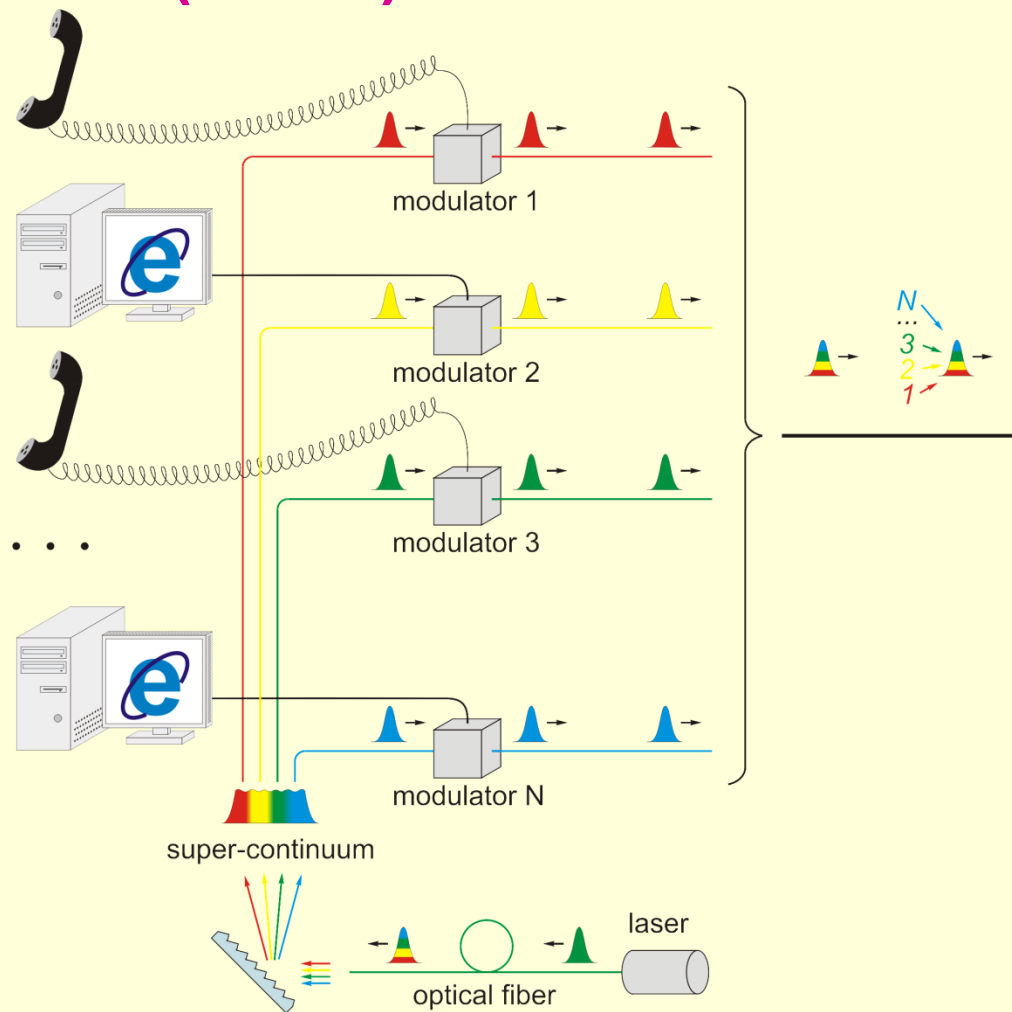 modulator 1
modulator 2
N
...
3
2
1
modulator 3
. . .
modulator N
super-continuum
laser
optical fiber
e
e